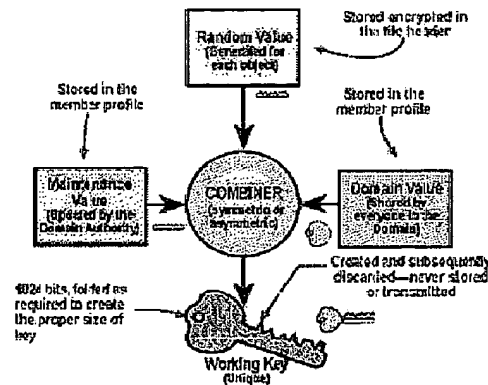 Stored encrypted in
the file header
Random Value
(Generated for
each object)
Stored in the
member profile
Stored in the
member profile
Maintenance
Value
(Updated by the
Domain Authority)
COMBINER
(Symmetric or
Asymmetric)
Domain Value
(Shared by
everyone in the
Domain)
Created and subsequently
discarded—never stored
or transmitted
1024 bits, folded as
required to create
the proper size of
key
Working Key
(Unique)